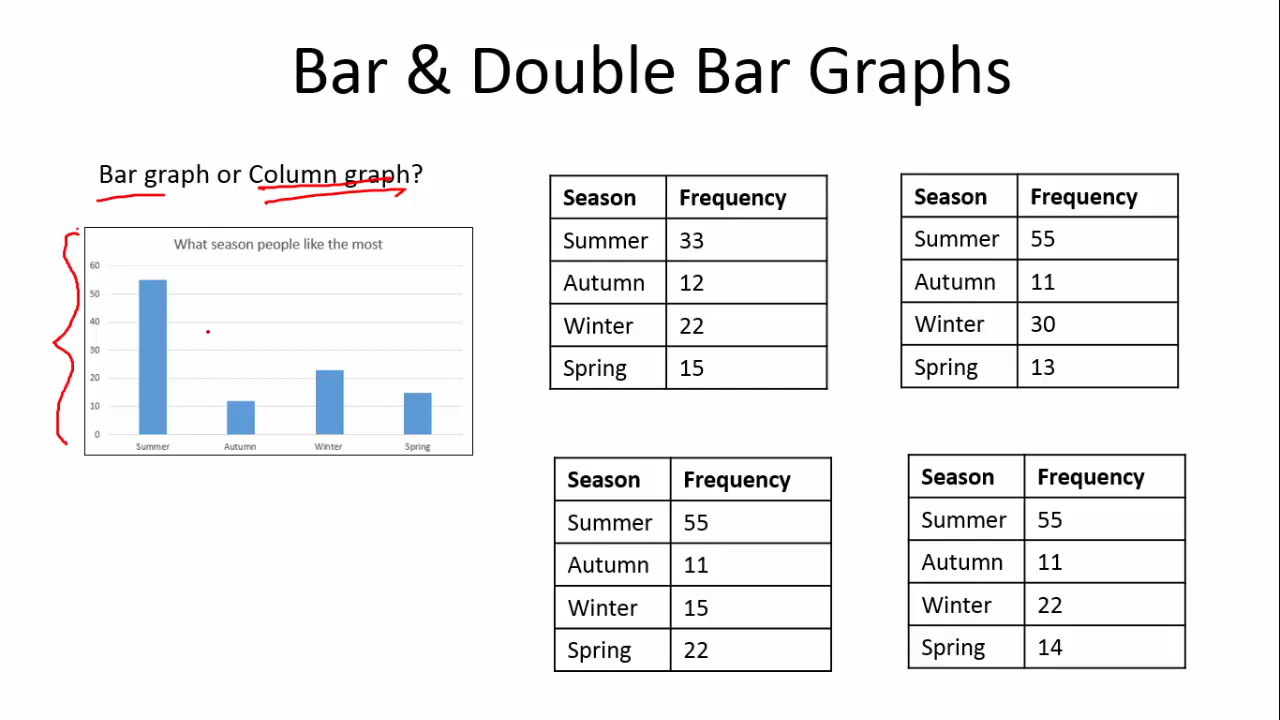 Bar & Double Bar Graphs
Bar graph or Column graph?
What season people like the most
60
50
40
30
20
10
0
Summer Autumn Winter Spring
Season Frequency
Summer 33
Autumn 12
Winter 22
Spring 15
Season Frequency
Summer 55
Autumn 11
Winter 30
Spring 13
Season Frequency
Summer 55
Autumn 11
Winter 15
Spring 22
Season Frequency
Summer 55
Autumn 11
Winter 22
Spring 14